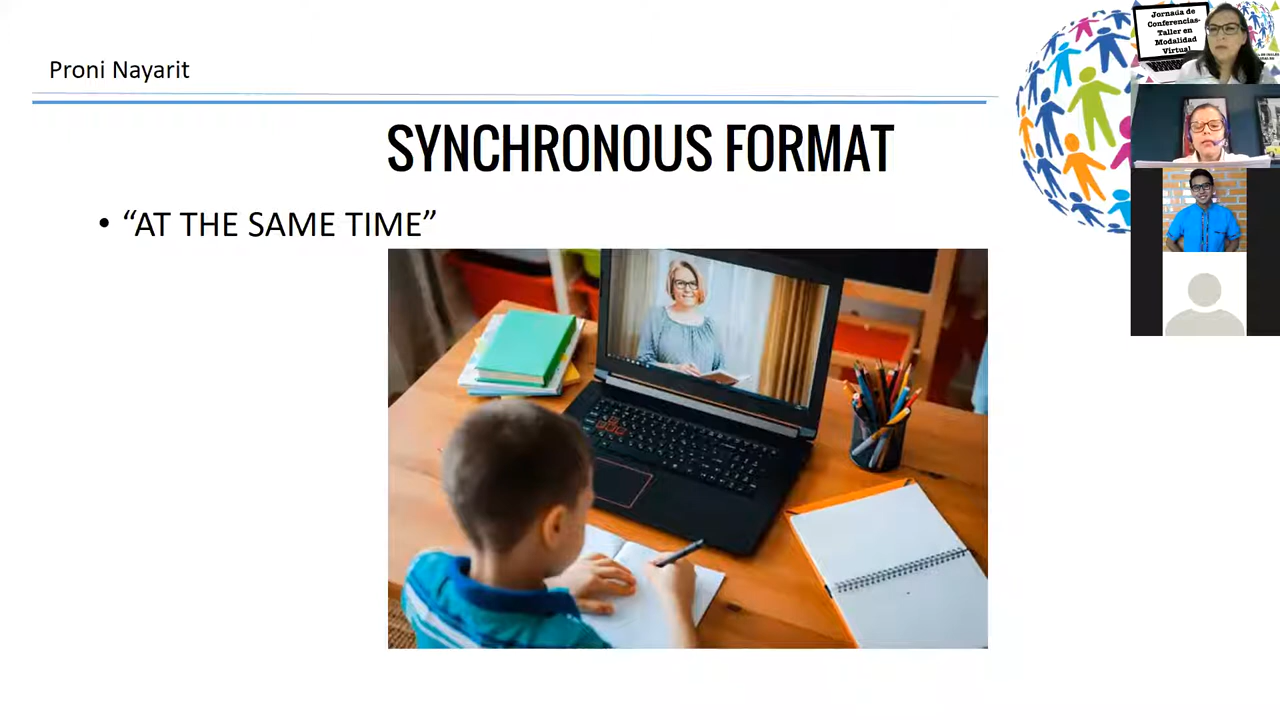 Proni Nayarit
SYNCHRONOUS FORMAT
• “AT THE SAME TIME”
Jornada de
Conferencias-
Taller en
Modalidad
Virtual